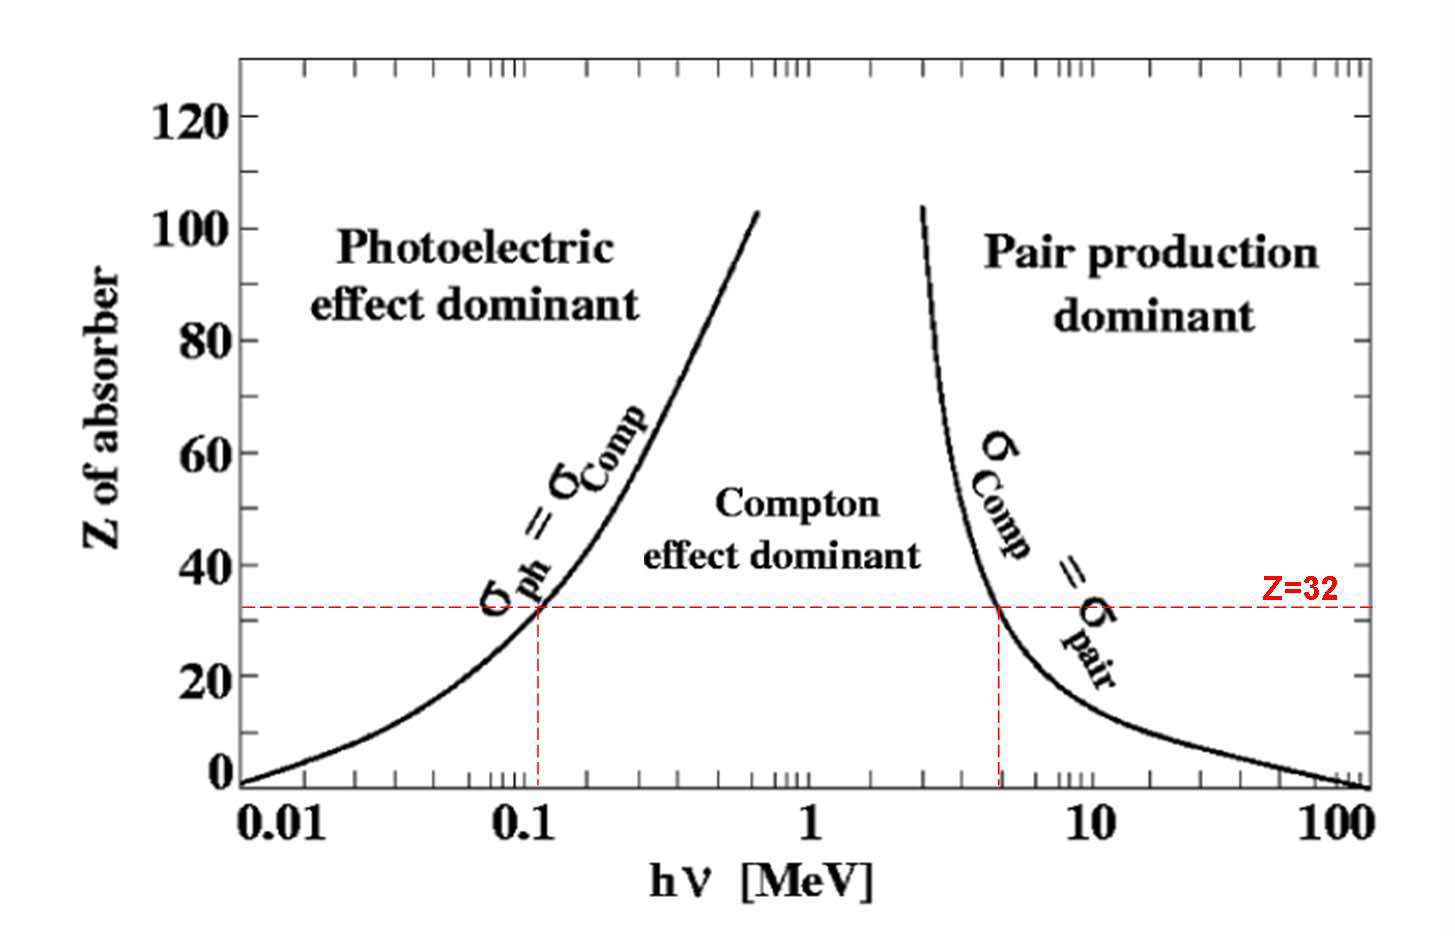 120
100
80
60
40
20
0
Z of absorber
Photoelectric
effect dominant
Pair production
dominant
Compton
effect dominant
σph = σComp
σComp = σpair
Z=32
0.01
0.1
1
10
100
hν [MeV]